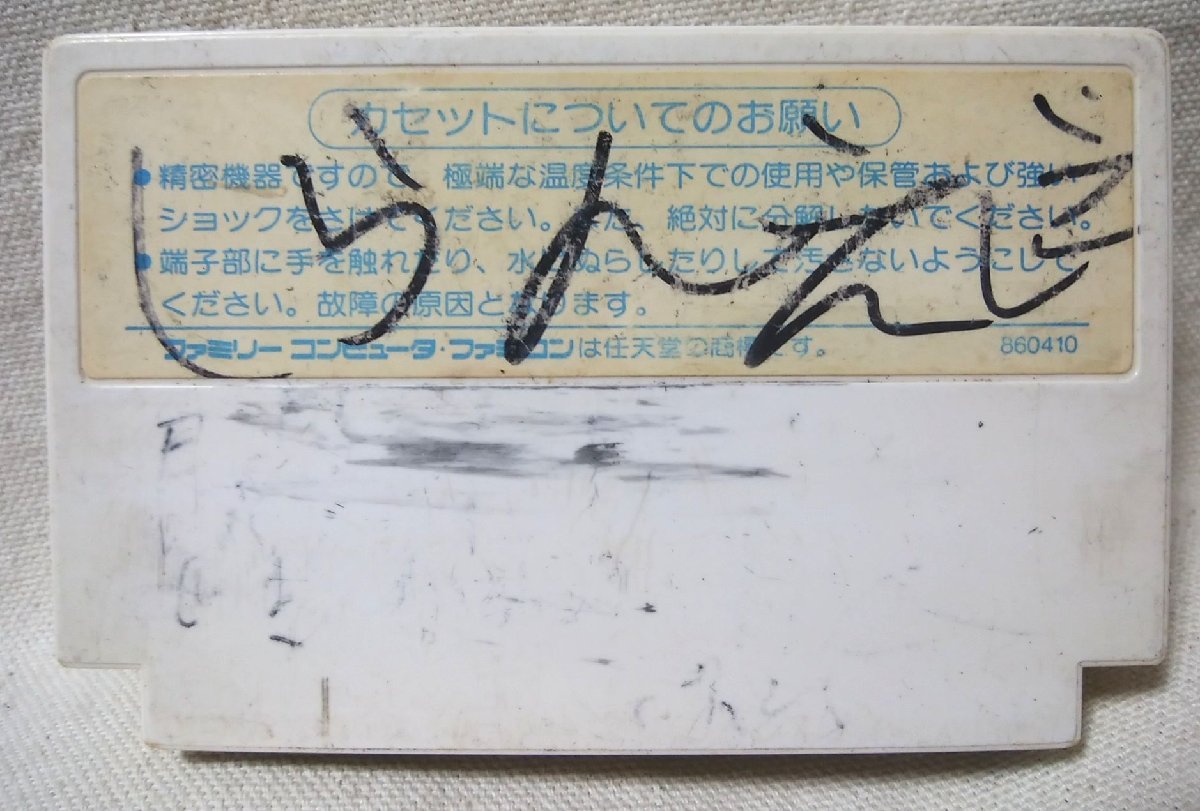 カセットについてのお願い
●精密機器ですので、極端な温度条件下での使用や保管および強い
ショックをさけてください。また、絶対に分解しないでください。
●端子部に手を触れたり、水にぬらしたりして汚さないようにして
ください。故障の原因となります。
ファミリーコンピュータ・ファミコンは任天堂の商標です。 860410
しらんえじ